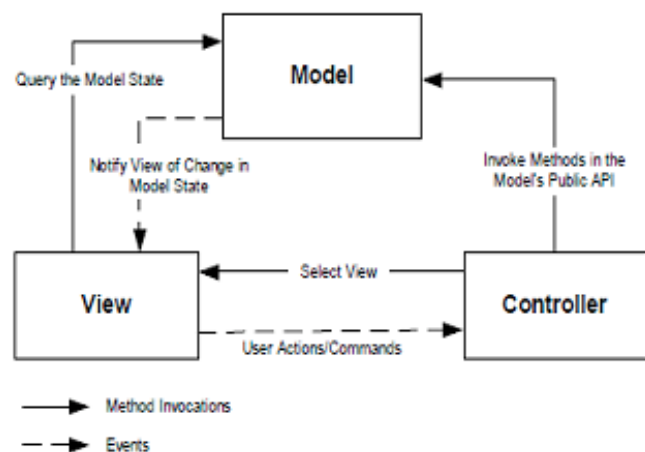 Model
Query the Model State
Notify View of Change in
Model State
Invoke Methods in the
Model's Public API
View
Select View
Controller
User Actions/Commands
Method Invocations
Events